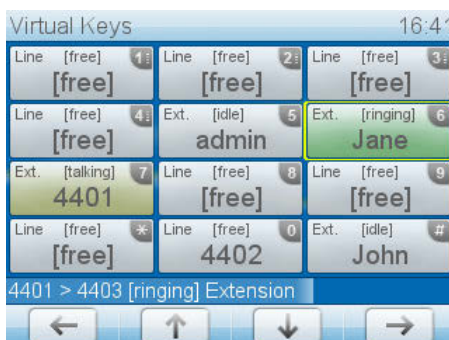 Virtual Keys 16:41
Line [free] 1 Line [free] 2 Line [free] 3
[free] [free] [free]
Line [free] 4 Ext. [idle] 5 Ext. [ringing] 6
[free] admin Jane
Ext. [talking] 7 Line [free] 8 Line [free] 9
4401 [free] [free]
Line [free] * Line [free] 0 Ext. [idle] #
[free] 4402 John
4401 > 4403 [ringing] Extension